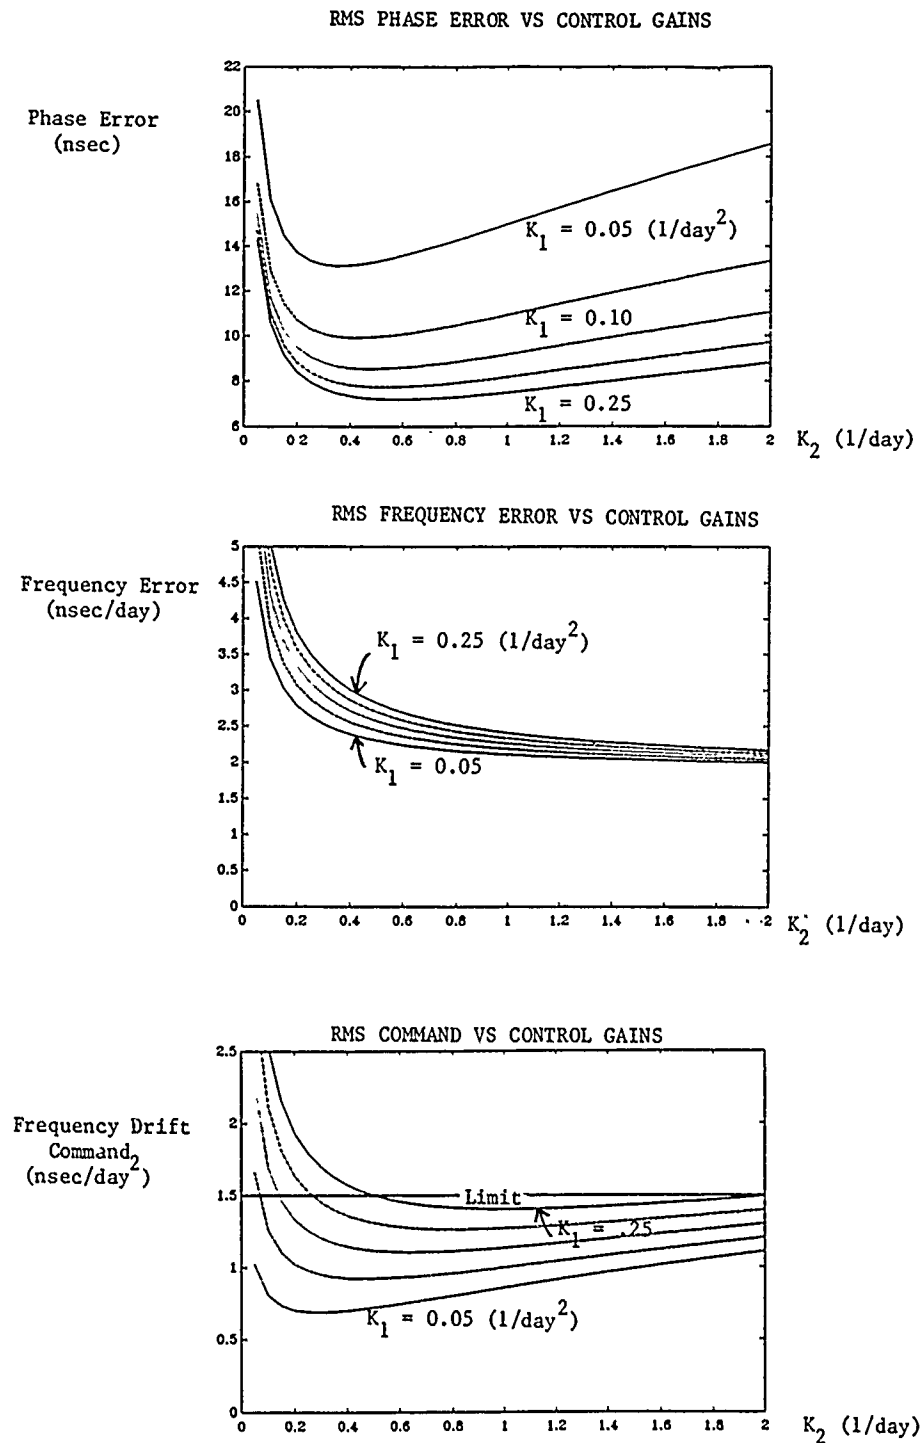 RMS PHASE ERROR VS CONTROL GAINS
Phase Error
(nsec)
22
20
18
16
14
12
10
8
6
K₁ = 0.05 (1/day²)
K₁ = 0.10
K₁ = 0.25
0 0.2 0.4 0.6 0.8 1 1.2 1.4 1.6 1.8 2
K₂ (1/day)
RMS FREQUENCY ERROR VS CONTROL GAINS
Frequency Error
(nsec/day)
5
4.5
4
3.5
3
2.5
2
1.5
1
0.5
0
K₁ = 0.25 (1/day²)
K₁ = 0.05
0 0.2 0.4 0.6 0.8 1 1.2 1.4 1.6 1.8 2
K₂ (1/day)
RMS COMMAND VS CONTROL GAINS
Frequency Drift
Command
(nsec/day²)
2.5
2
1.5
1
0.5
0
Limit
K₁ = .25
K₁ = 0.05 (1/day²)
0 0.2 0.4 0.6 0.8 1 1.2 1.4 1.6 1.8 2
K₂ (1/day)